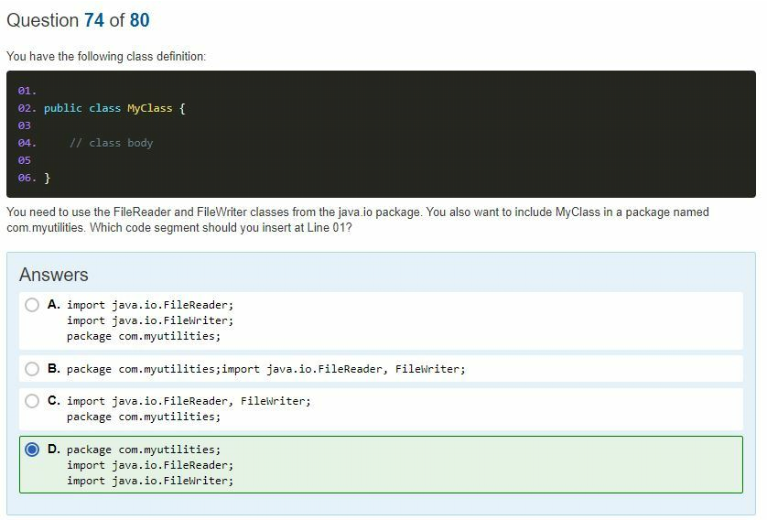 Question 74 of 80
You have the following class definition:
01.
02. public class MyClass {
03
04. // class body
05
06. }
You need to use the FileReader and FileWriter classes from the java.io package. You also want to include MyClass in a package named
com.myutilities. Which code segment should you insert at Line 01?
Answers
A. import java.io.FileReader;
import java.io.FileWriter;
package com.myutilities;
B. package com.myutilities;import java.io.FileReader, FileWriter;
C. import java.io.FileReader, FileWriter;
package com.myutilities;
D. package com.myutilities;
import java.io.FileReader;
import java.io.FileWriter;